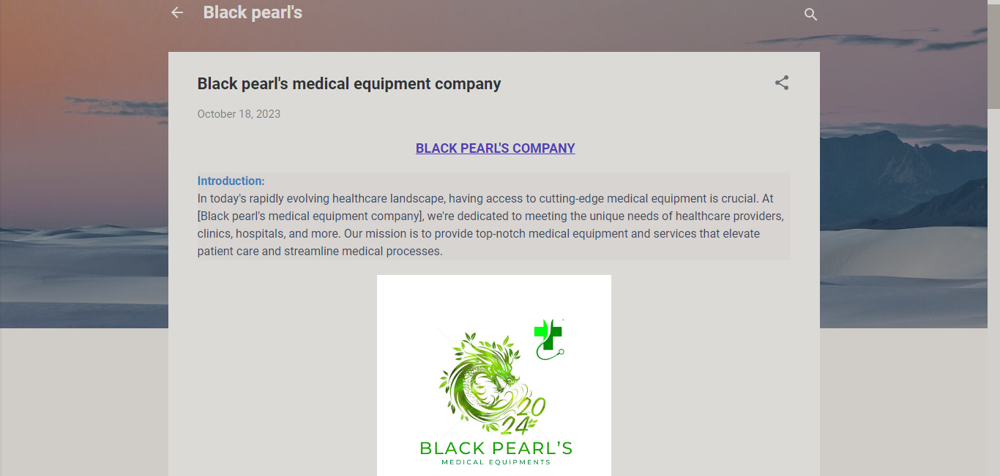 Black pearl's
Black pearl's medical equipment company
October 18, 2023
BLACK PEARL'S COMPANY
Introduction:
In today's rapidly evolving healthcare landscape, having access to cutting-edge medical equipment is crucial. At
[Black pearl's medical equipment company], we're dedicated to meeting the unique needs of healthcare providers,
clinics, hospitals, and more. Our mission is to provide top-notch medical equipment and services that elevate
patient care and streamline medical processes.
20
24
BLACK PEARL'S
MEDICAL EQUIPMENTS